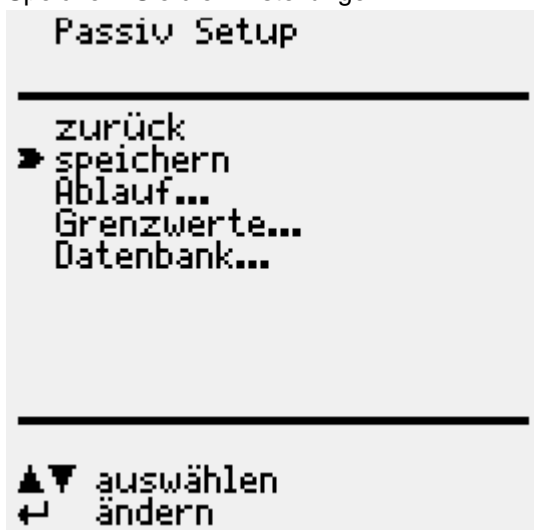 Passiv Setup
zurück
speichern
Ablauf...
Grenzwerte...
Datenbank...
▲▼ auswählen
↵ ändern